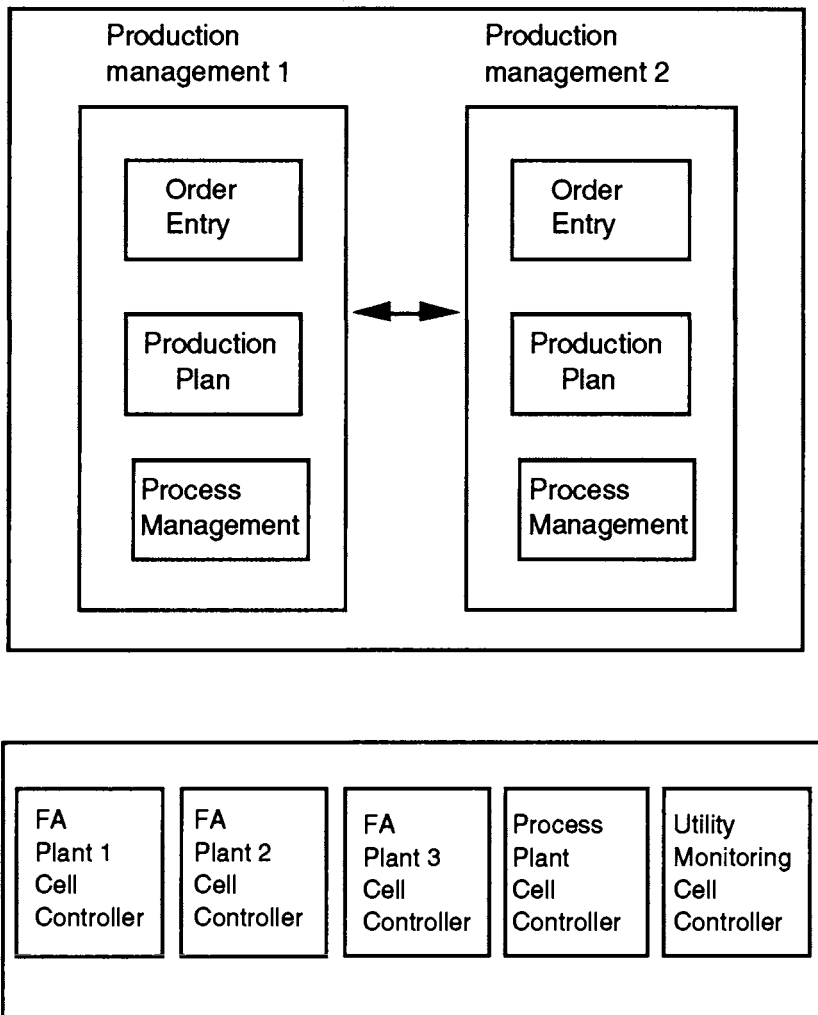 Production
management 1
Order
Entry
Production
Plan
Process
Management
Production
management 2
Order
Entry
Production
Plan
Process
Management
FA
Plant 1
Cell
Controller
FA
Plant 2
Cell
Controller
FA
Plant 3
Cell
Controller
Process
Plant
Cell
Controller
Utility
Monitoring
Cell
Controller